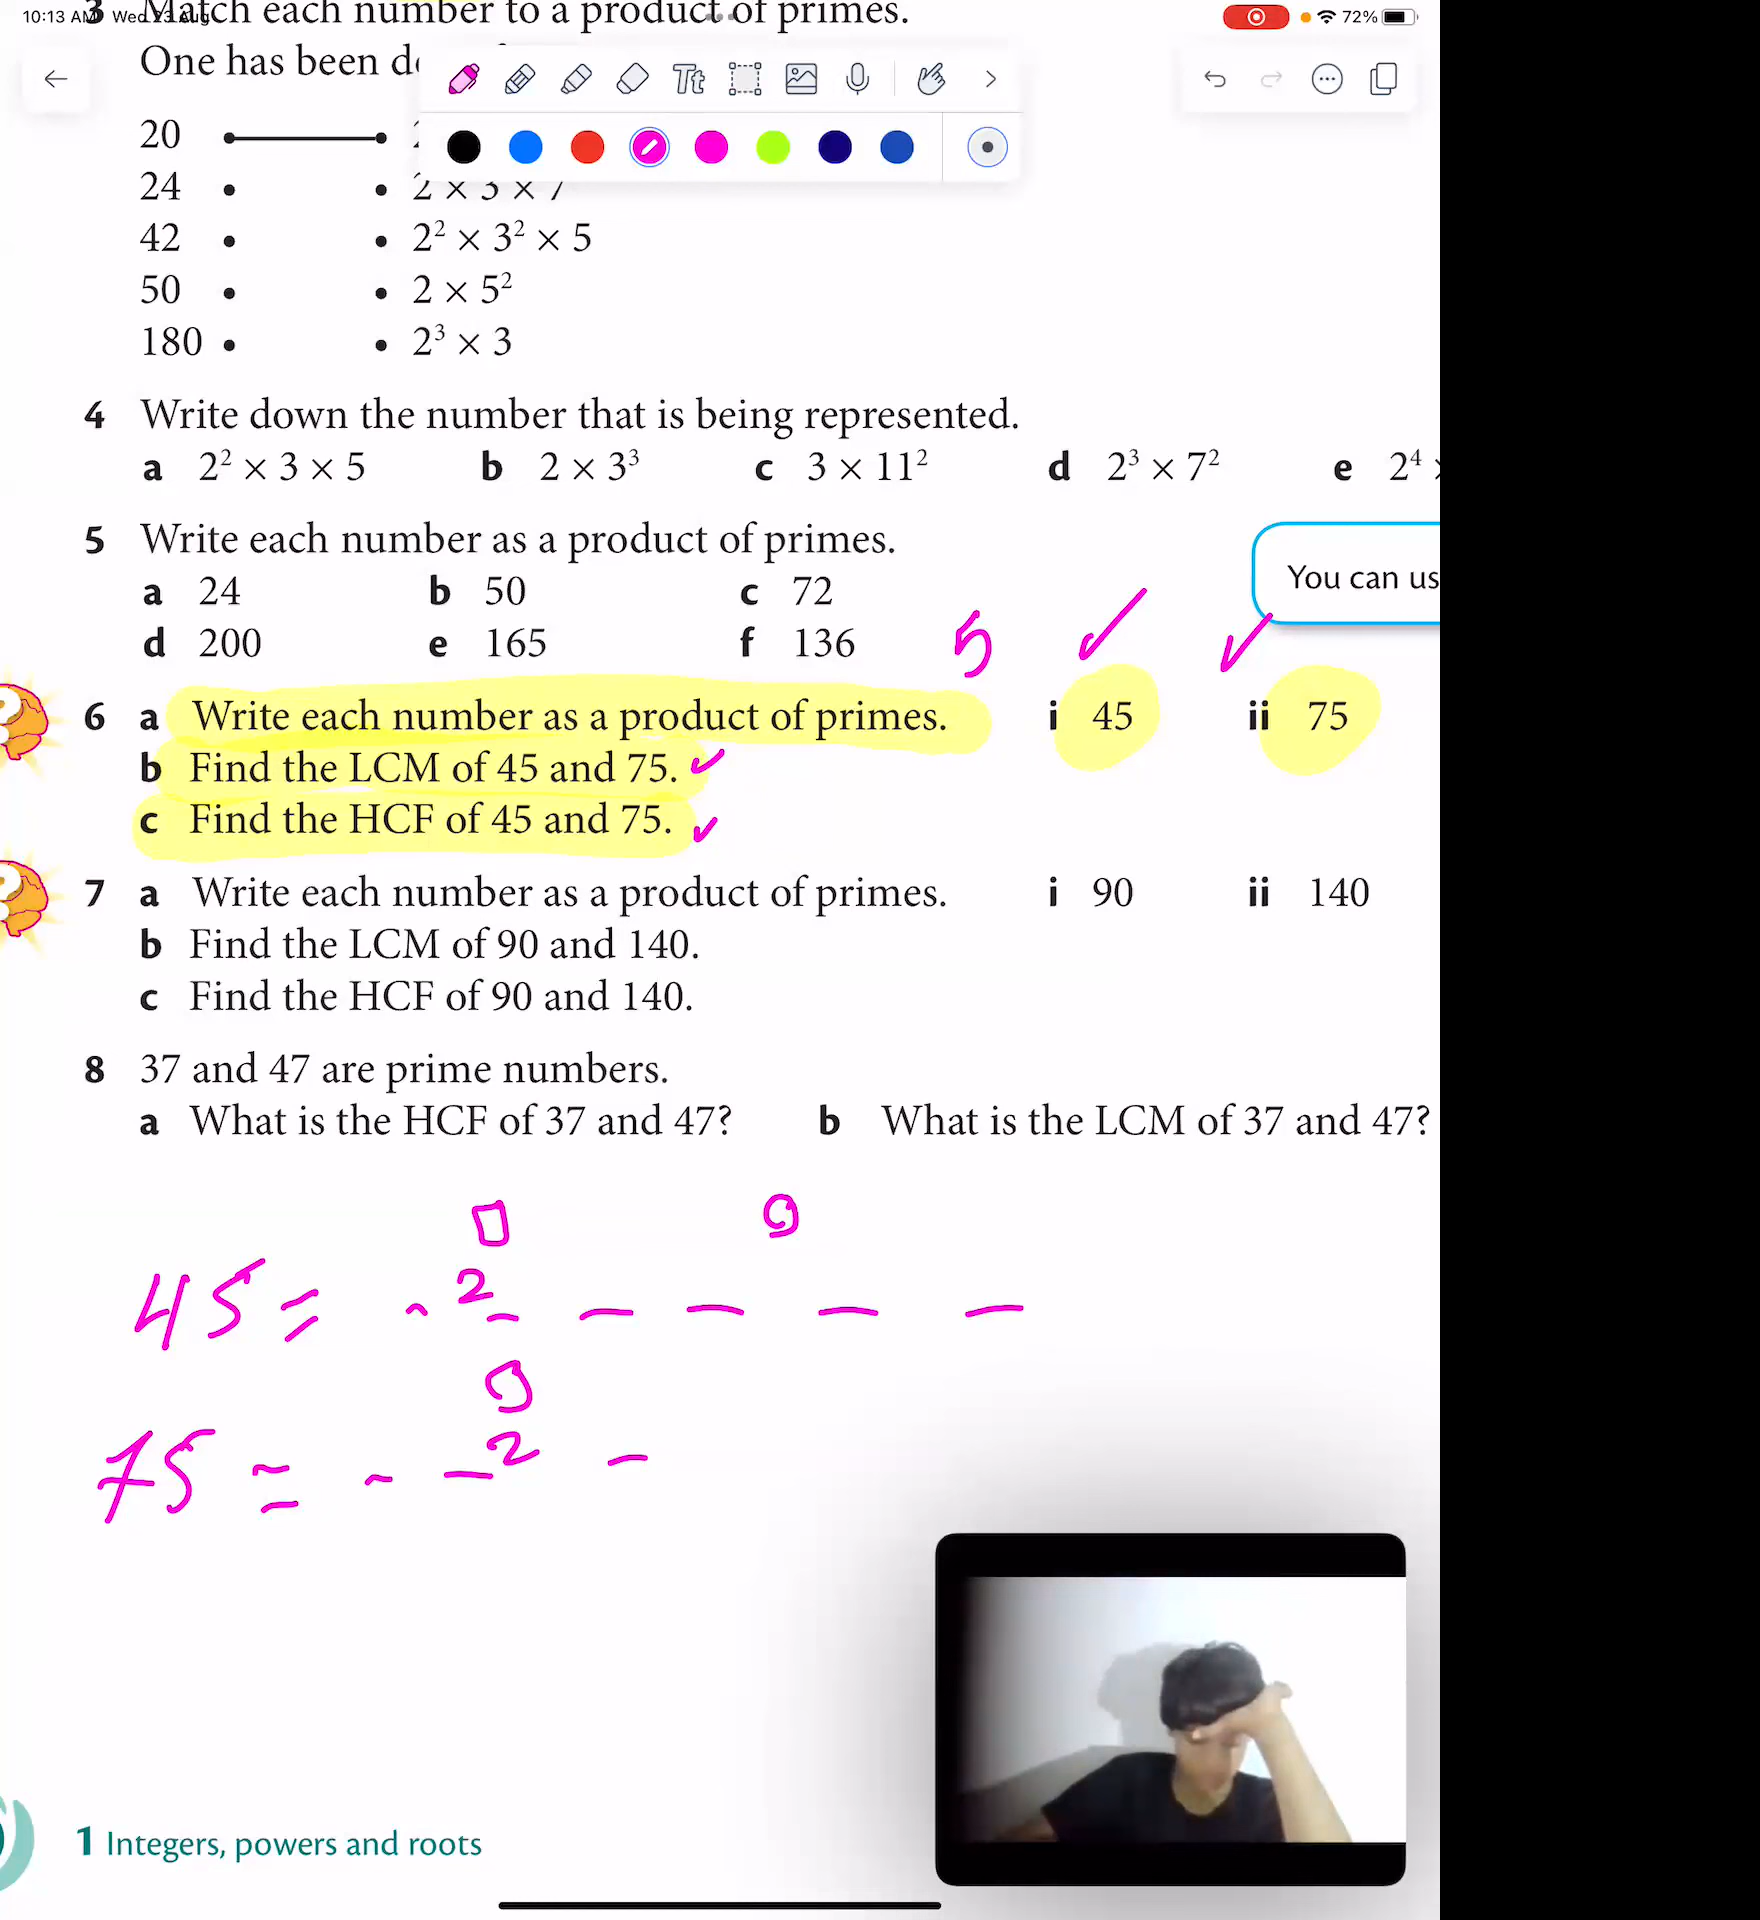 10:13 AM Wed 23 Aug 72%
3 Match each number to a product of primes.
One has been d
Tt
20
24 2 × 3 × 7
42 2² × 3² × 5
50 2 × 5²
180 2³ × 3
4 Write down the number that is being represented.
a 2² × 3 × 5 b 2 × 3³ c 3 × 11² d 2³ × 7² e 2⁴
5 Write each number as a product of primes.
You can us
a 24 b 50 c 72
d 200 e 165 f 136 5
6 a Write each number as a product of primes. i 45 ii 75
b Find the LCM of 45 and 75.
c Find the HCF of 45 and 75.
7 a Write each number as a product of primes. i 90 ii 140
b Find the LCM of 90 and 140.
c Find the HCF of 90 and 140.
8 37 and 47 are prime numbers.
a What is the HCF of 37 and 47? b What is the LCM of 37 and 47?
45 = 2
75 = 2
1 Integers, powers and roots